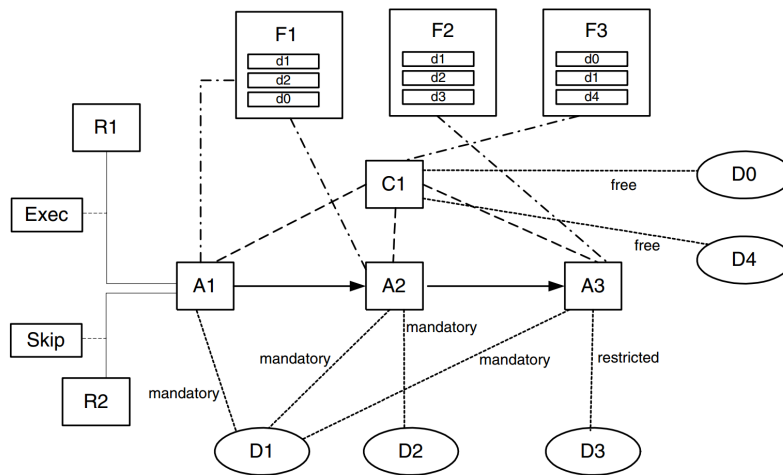 F1
d1
d2
d0
F2
d1
d2
d3
F3
d0
d1
d4
R1
C1
free
D0
Exec
free
D4
A1
A2
A3
Skip
mandatory
mandatory
mandatory
restricted
mandatory
R2
D1
D2
D3